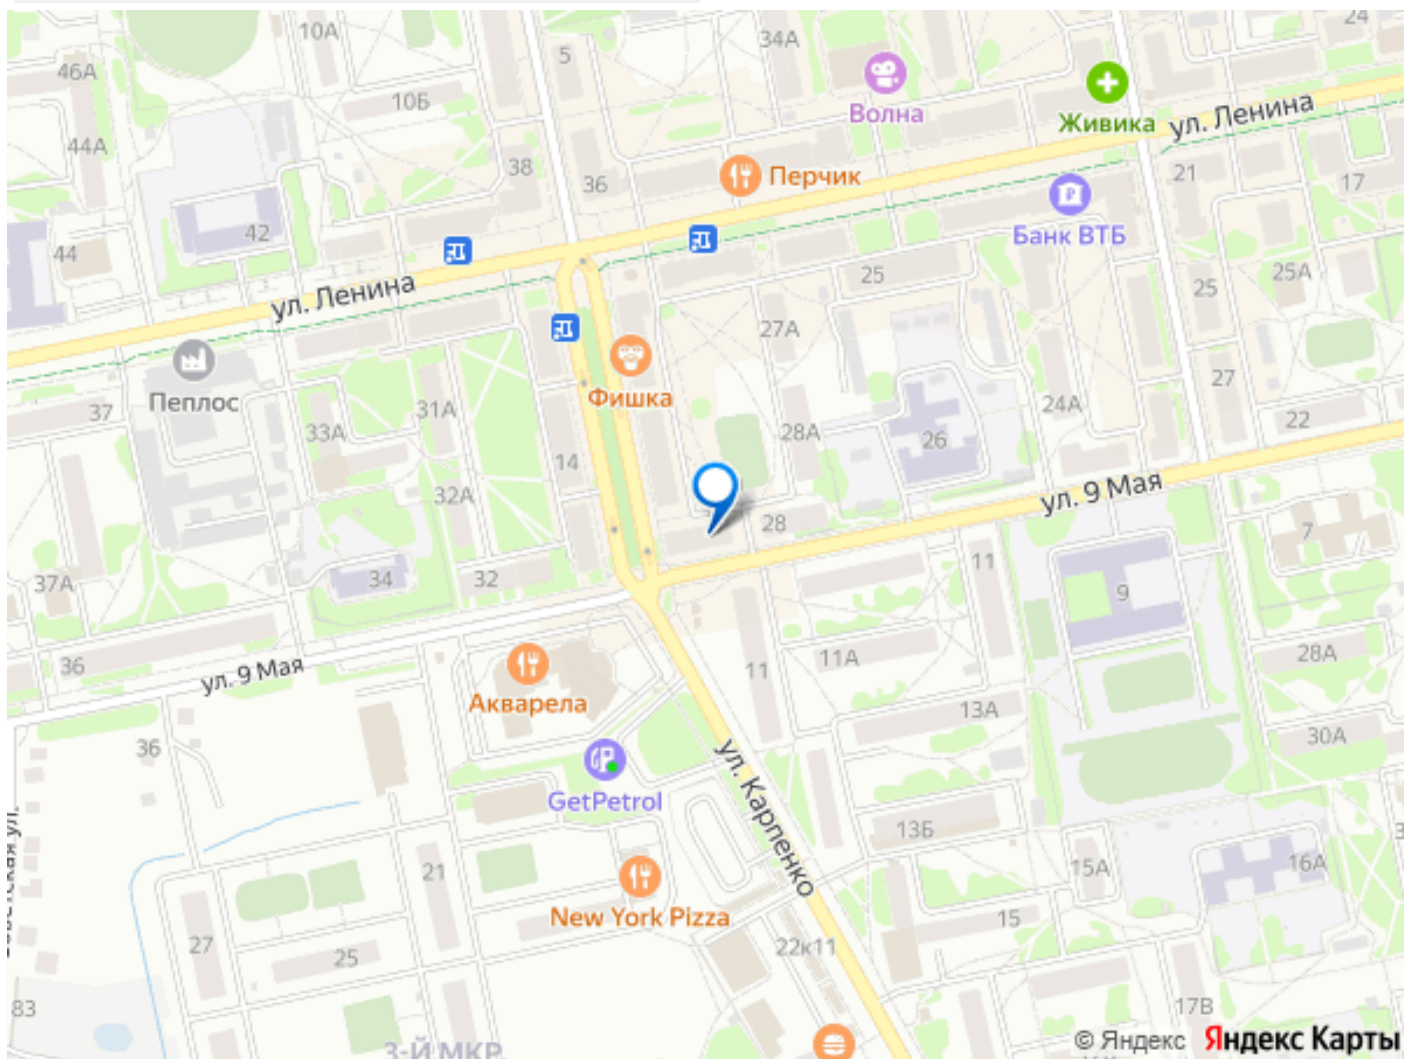 10А
34А
24
5
46А
10Б
Волна
Живика
ул. Ленина
44А
38
36
Перчик
21
17
42
Банк ВТБ
44
25
25А
25
ул. Ленина
27А
Фишка
Пеплос
37
31А
27
33А
24А
22
28А
26
14
32А
ул. 9 Мая
28
7
37А
34
32
11
9
36
ул. 9 Мая
Акварела
11
11А
28А
13А
36
30А
ул. Карпенко
GetPetrol
13Б
21
15А
16А
New York Pizza
15
27
25
22к11
83
17В
3-Й МКР
© Яндекс Яндекс Карты